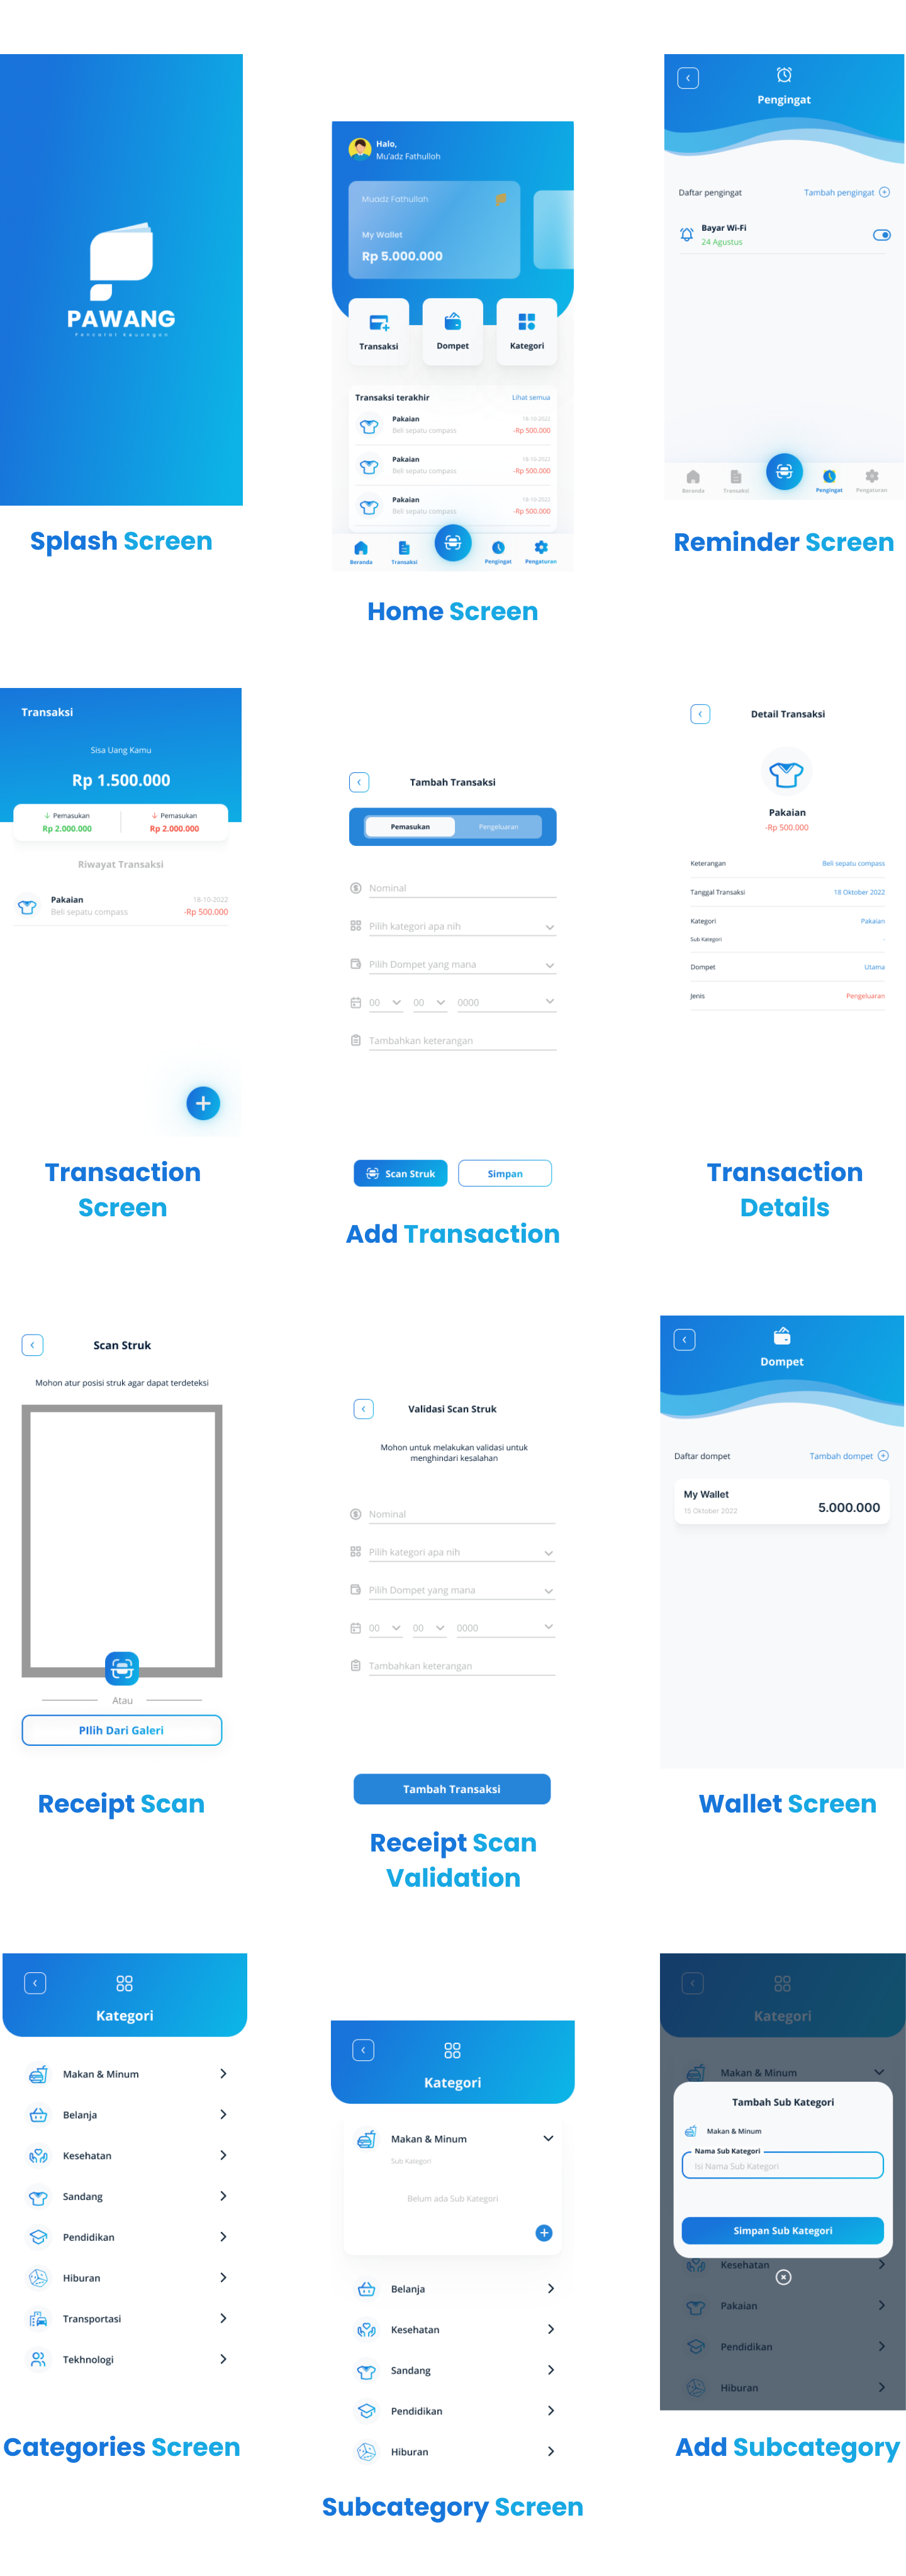 PAWANG
Pencatat Keuangan
Splash Screen
Halo,
Mu'adz Fathulloh
Muadz Fathullah
My Wallet
Rp 5.000.000
Transaksi
Dompet
Kategori
Transaksi terakhir
Lihat semua
Pakaian
18-10-2022
Beli sepatu compass
-Rp 500.000
Pakaian
18-10-2022
Beli sepatu compass
-Rp 500.000
Pakaian
18-10-2022
Beli sepatu compass
-Rp 500.000
Beranda
Transaksi
Pengingat
Pengaturan
Home Screen
Pengingat
Daftar pengingat
Tambah pengingat
Bayar Wi-Fi
24 Agustus
Beranda
Transaksi
Pengingat
Pengaturan
Reminder Screen
Transaksi
Sisa Uang Kamu
Rp 1.500.000
Pemasukan
Rp 2.000.000
Pemasukan
Rp 2.000.000
Riwayat Transaksi
Pakaian
18-10-2022
Beli sepatu compass
-Rp 500.000
Transaction
Screen
Tambah Transaksi
Pemasukan
Pengeluaran
Nominal
Pilih kategori apa nih
Pilih Dompet yang mana
00
00
0000
Tambahkan keterangan
Scan Struk
Simpan
Add Transaction
Detail Transaksi
Pakaian
-Rp 500.000
Keterangan
Beli sepatu compass
Tanggal Transaksi
18 Oktober 2022
Kategori
Pakaian
Sub Kategori
-
Dompet
Utama
Jenis
Pengeluaran
Transaction
Details
Scan Struk
Mohon atur posisi struk agar dapat terdeteksi
Atau
PIlih Dari Galeri
Receipt Scan
Validasi Scan Struk
Mohon untuk melakukan validasi untuk
menghindari kesalahan
Nominal
Pilih kategori apa nih
Pilih Dompet yang mana
00
00
0000
Tambahkan keterangan
Tambah Transaksi
Receipt Scan
Validation
Dompet
Daftar dompet
Tambah dompet
My Wallet
15 Oktober 2022
5.000.000
Wallet Screen
Kategori
Makan & Minum
Belanja
Kesehatan
Sandang
Pendidikan
Hiburan
Transportasi
Tekhnologi
Categories Screen
Kategori
Makan & Minum
Sub Kategori
Belum ada Sub Kategori
Belanja
Kesehatan
Sandang
Pendidikan
Hiburan
Subcategory Screen
Kategori
Makan & Minum
Tambah Sub Kategori
Makan & Minum
Nama Sub Kategori
Isi Nama Sub Kategori
Simpan Sub Kategori
Kesehatan
Pakaian
Pendidikan
Hiburan
Add Subcategory